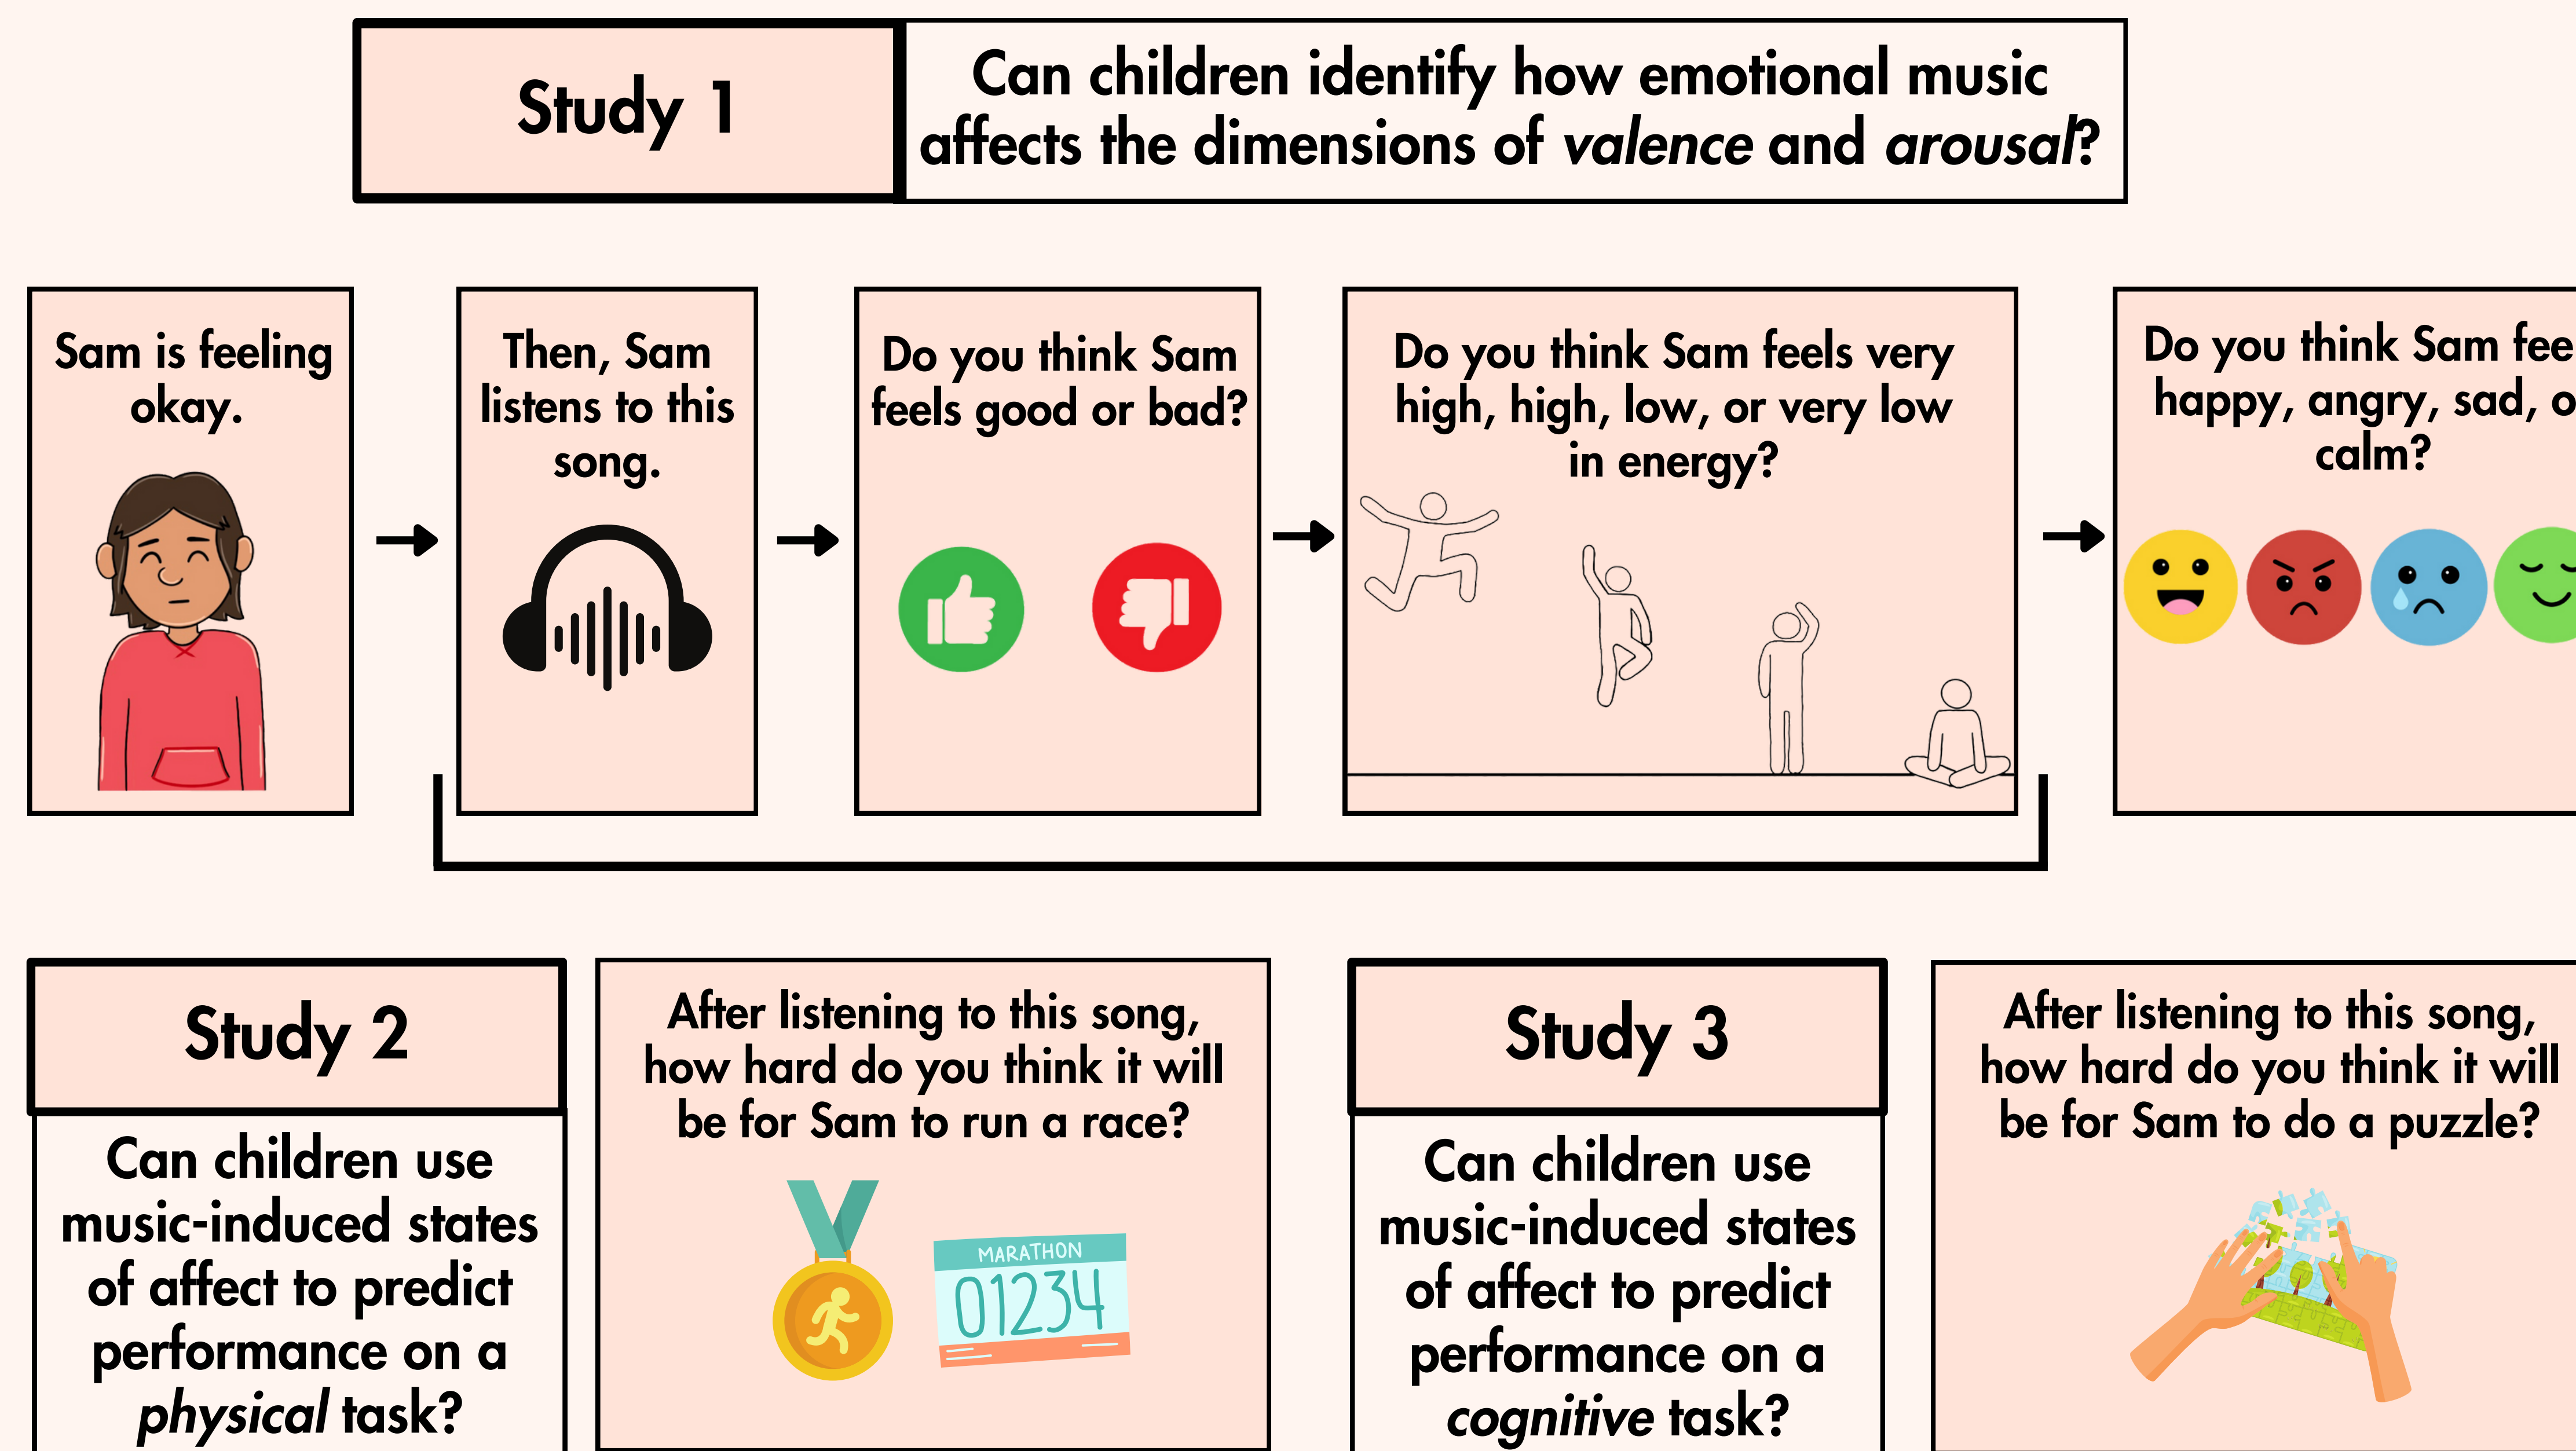 Study 1
Can children identify how emotional music
affects the dimensions of valence and arousal?
Sam is feeling
okay.
Then, Sam
listens to this
song.
Do you think Sam
feels good or bad?
Do you think Sam feels very
high, high, low, or very low
in energy?
Do you think Sam fee
happy, angry, sad, o
calm?
Study 2
Can children use
music-induced states
of affect to predict
performance on a
physical task?
After listening to this song,
how hard do you think it will
be for Sam to run a race?
MARATHON
01234
Study 3
Can children use
music-induced states
of affect to predict
performance on a
cognitive task?
After listening to this song,
how hard do you think it will
be for Sam to do a puzzle?